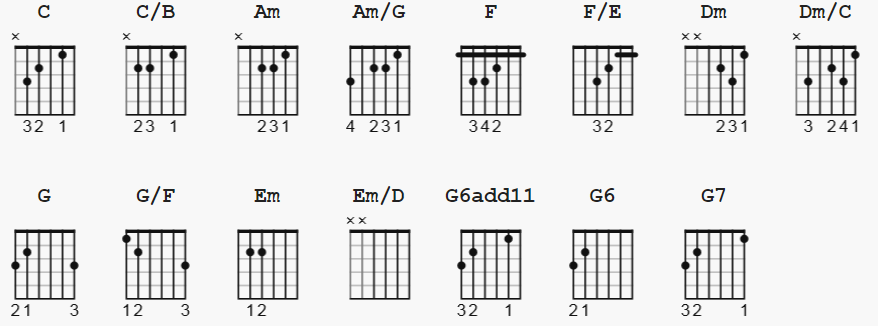 C C/B Am Am/G F F/E Dm Dm/C
× × × ×× ×
32 1 23 1 231 4 231 342 32 231 3 241
G G/F Em Em/D G6add11 G6 G7
××
21 3 12 3 12 32 1 21 32 1